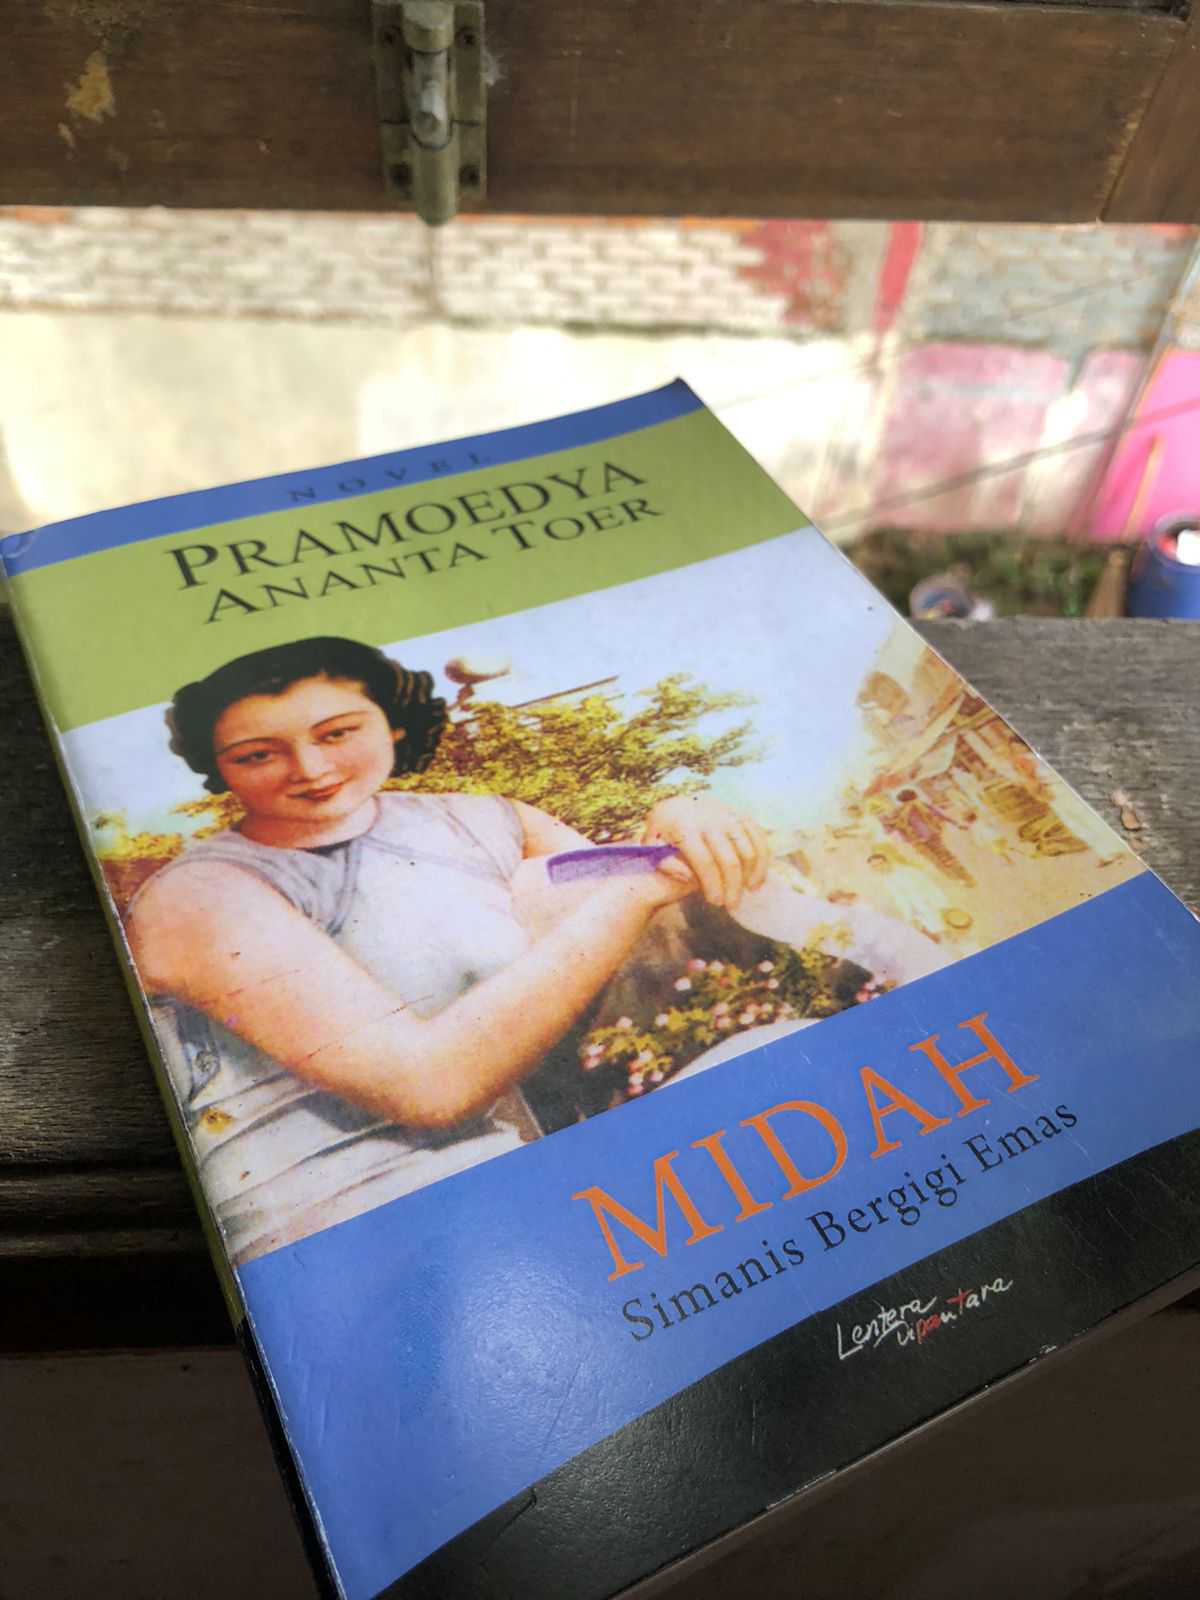 NOVEL
PRAMOEDYA
ANANTA TOER
MIDAH
Simanis Bergigi Emas
Lentera
Dipantara